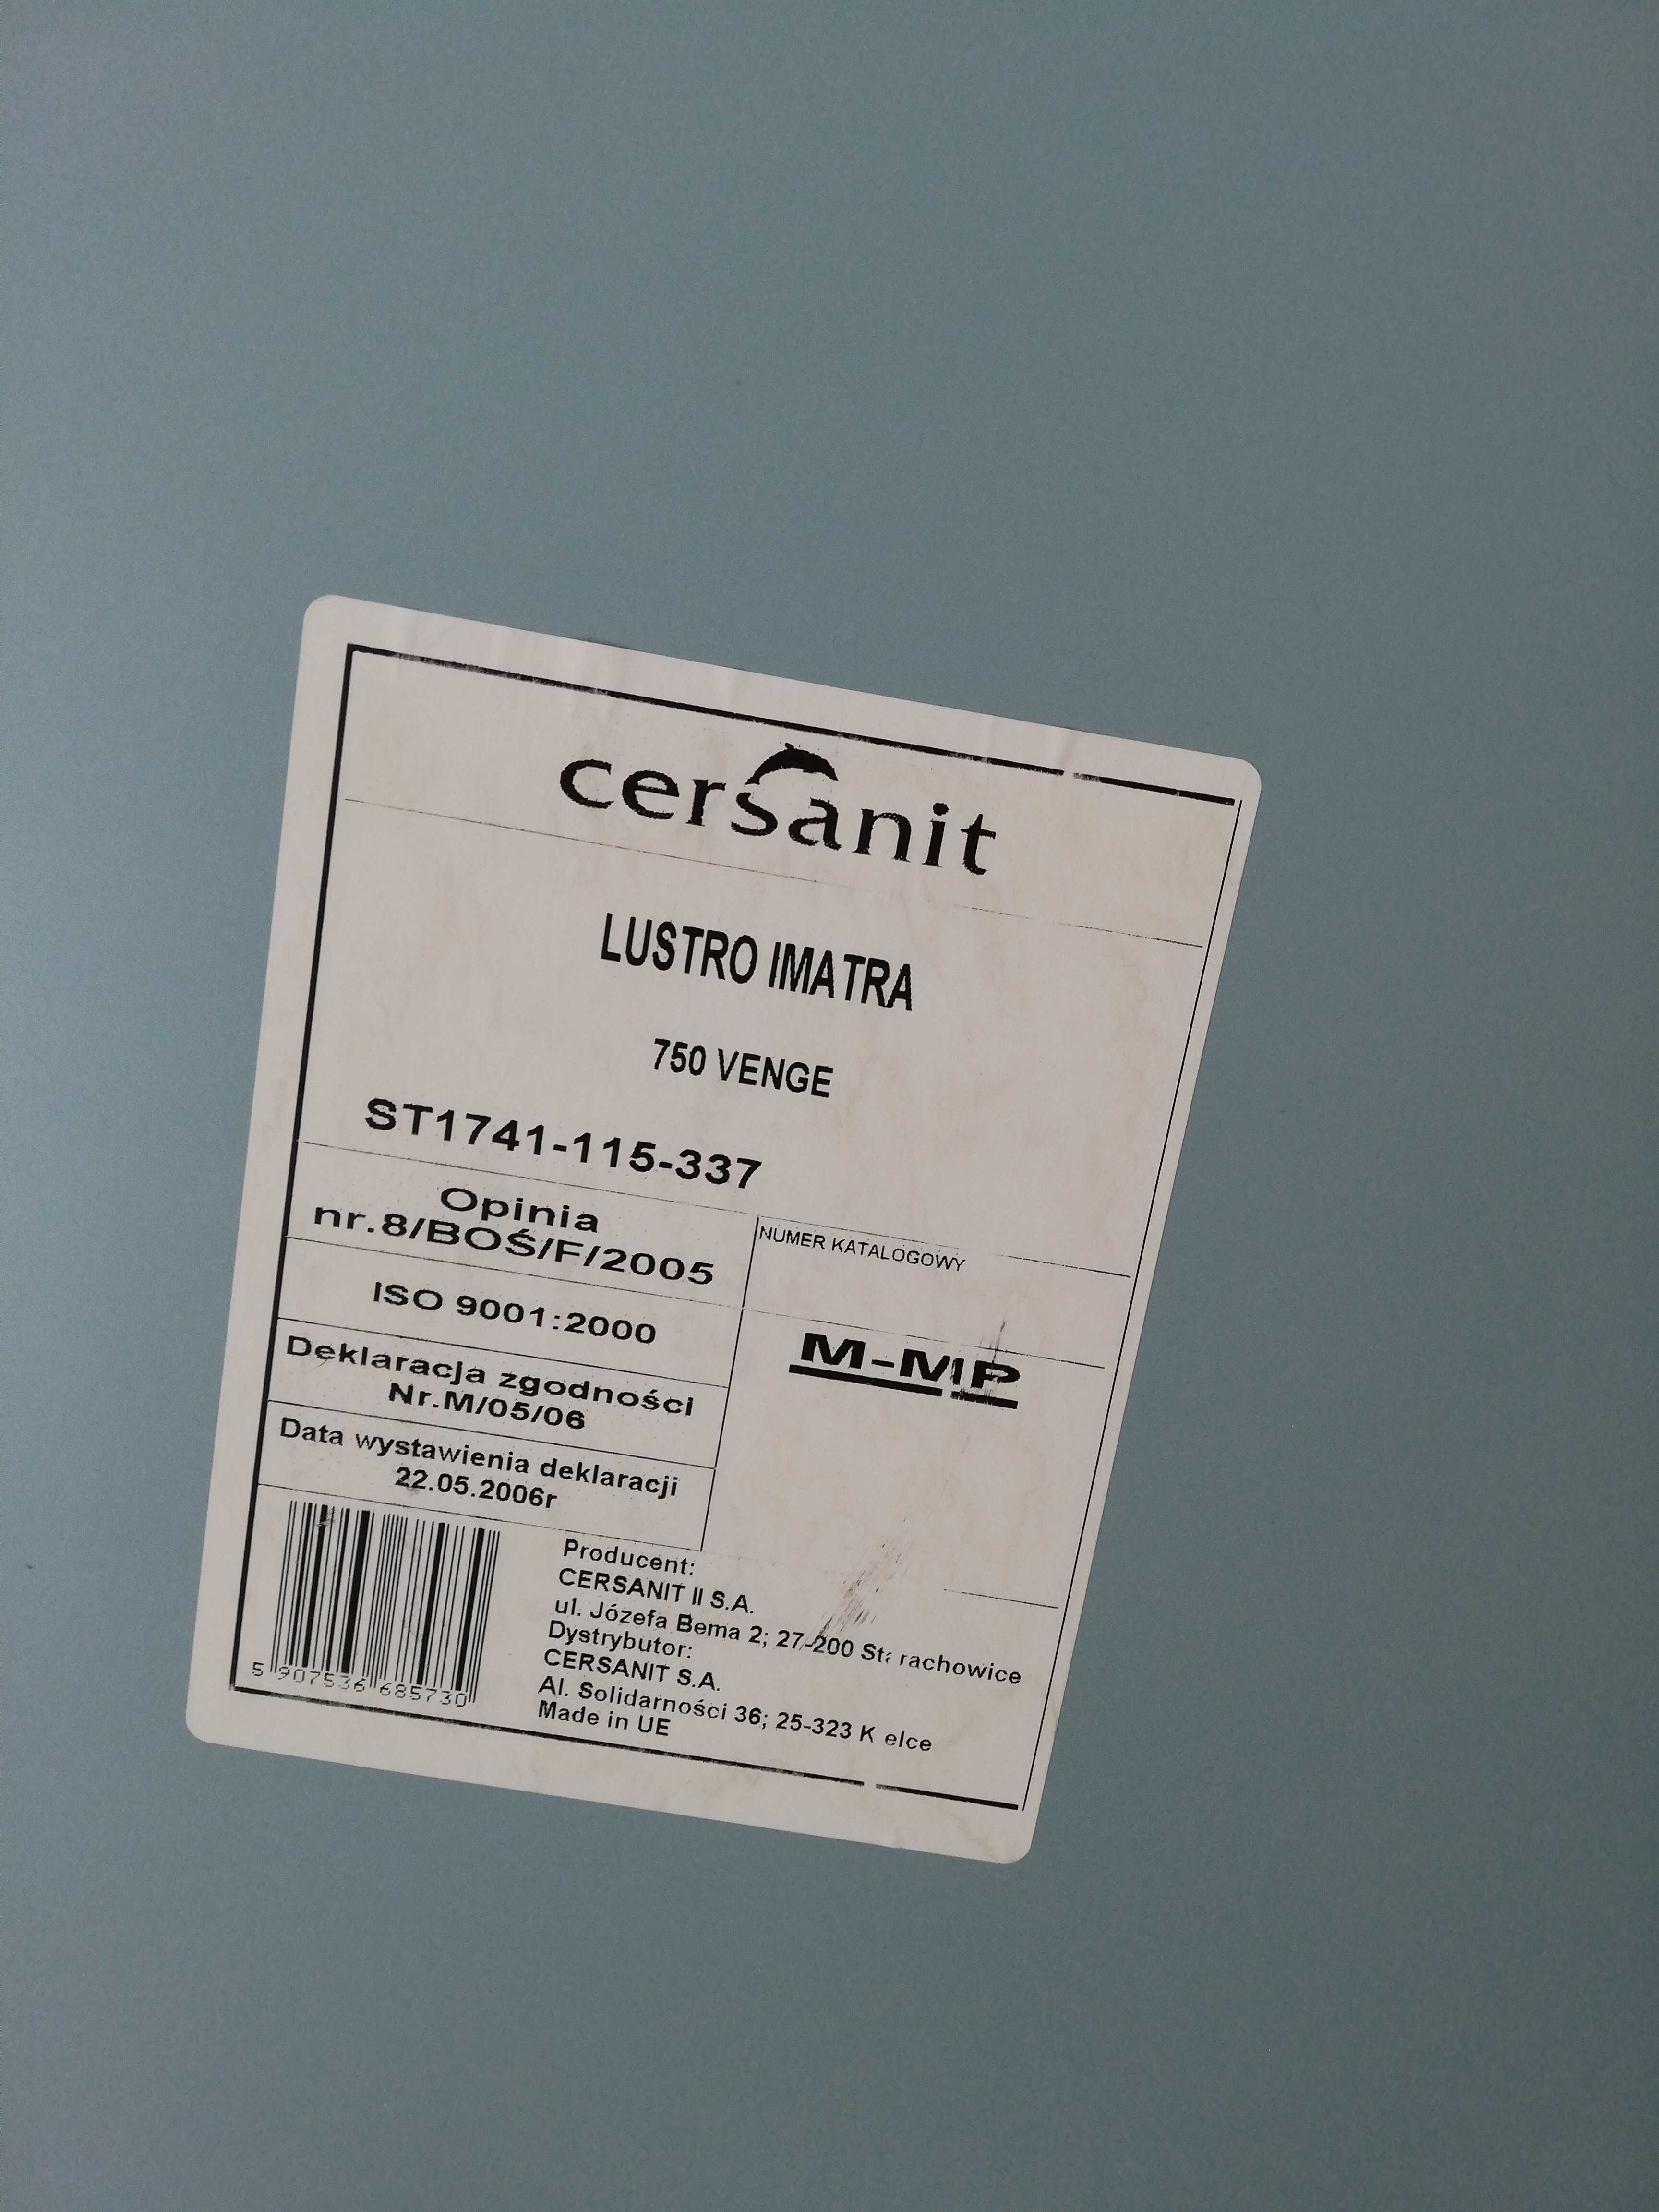 cersanit
LUSTRO IMATRA
750 VENGE
ST1741-115-337
Opinia
nr.8/BOŚ/F/2005
ISO 9001:2000
Deklaracja zgodności
Nr.M/05/06
Data wystawienia deklaracji
22.05.2006r
NUMER KATALOGOWY
M-MP
5 907536 685730
Producent:
CERSANIT II S.A.
ul. Józefa Bema 2; 27-200 Starachowice
Dystrybutor:
CERSANIT S.A.
Al. Solidarności 36; 25-323 K elce
Made in UE